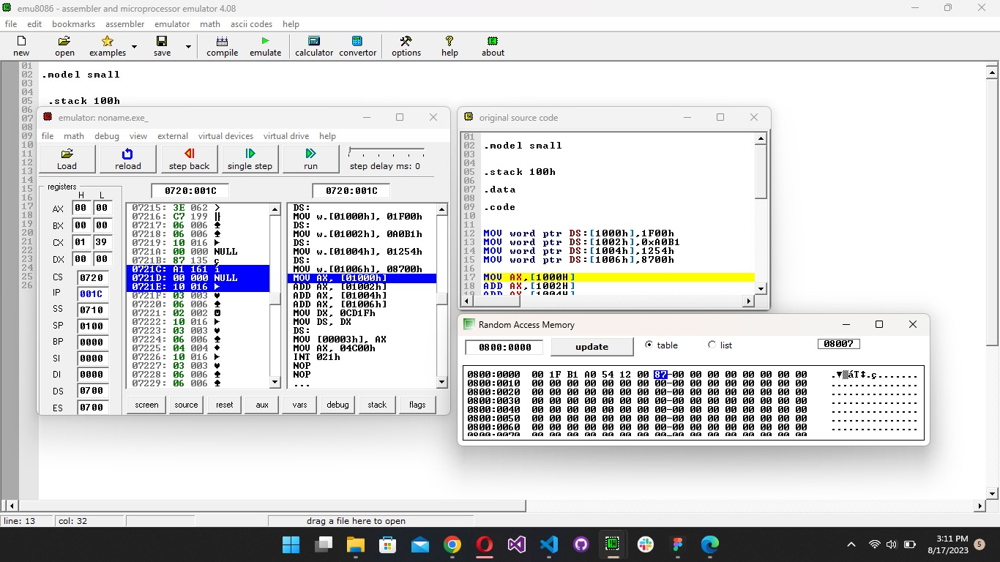 emu8086 - assembler and microprocessor emulator 4.08
file edit bookmarks assembler emulator math ascii codes help
new open examples save compile emulate calculator convertor options help about
01
02 .model small
03
04
05 .stack 100h
06
07
08
09
10
11
12
13
14
15
16
17
18
19
20
21
22
23
24
25
26
emulator: noname.exe_
file math debug view external virtual devices virtual drive help
Load reload step back single step run step delay ms: 0
registers
H L
AX 00 00
BX 00 00
CX 01 39
DX 00 00
CS 0720
IP 001C
SS 0710
SP 0100
BP 0000
SI 0000
DI 0000
DS 0700
ES 0700
0720:001C
07215: 3E 062 >
07216: C7 199 ╟
07217: 06 006 ♠
07218: 06 006 ♠
07219: 10 016 ►
0721A: 00 000 NULL
0721B: 87 135 ç
0721C: A1 161 í
0721D: 00 000 NULL
0721E: 10 016 ►
0721F: 03 003 ♥
07220: 06 006 ♠
07221: 02 002 ☻
07222: 10 016 ►
07223: 03 003 ♥
07224: 06 006 ♠
07225: 04 004 ♦
07226: 10 016 ►
07227: 03 003 ♥
07228: 06 006 ♠
07229: 06 006 ♠
0720:001C
DS:
MOV w.[01000h], 01F00h
DS:
MOV w.[01002h], 0A0B1h
DS:
MOV w.[01004h], 01254h
DS:
MOV w.[01006h], 08700h
MOV AX, [01000h]
ADD AX, [01002h]
ADD AX, [01004h]
ADD AX, [01006h]
MOV DX, 0CD1Fh
MOV DS, DX
DS:
MOV [00003h], AX
MOV AX, 04C00h
INT 021h
NOP
NOP
...
screen source reset aux vars debug stack flags
original source code
01
02 .model small
03
04
05 .stack 100h
06
07 .data
08
09 .code
10
11
12 MOV word ptr DS:[1000h],1F00h
13 MOV word ptr DS:[1002h],0xA0B1
14 MOV word ptr DS:[1004h],1254h
15 MOV word ptr DS:[1006h],8700h
16
17 MOV AX,[1000H]
18 ADD AX,[1002H]
19 ADD AX,[1004H]
Random Access Memory
0800:0000 update table list 08007
0800:0000 00 1F B1 A0 54 12 00 87-00 00 00 00 00 00 00 00 .▼▒áT↕.ç........
0800:0010 00 00 00 00 00 00 00 00-00 00 00 00 00 00 00 00 ................
0800:0020 00 00 00 00 00 00 00 00-00 00 00 00 00 00 00 00 ................
0800:0030 00 00 00 00 00 00 00 00-00 00 00 00 00 00 00 00 ................
0800:0040 00 00 00 00 00 00 00 00-00 00 00 00 00 00 00 00 ................
0800:0050 00 00 00 00 00 00 00 00-00 00 00 00 00 00 00 00 ................
0800:0060 00 00 00 00 00 00 00 00-00 00 00 00 00 00 00 00 ................
0800:0070 00 00 00 00 00 00 00 00-00 00 00 00 00 00 00 00
line: 13 col: 32 drag a file here to open
3:11 PM
8/17/2023
5